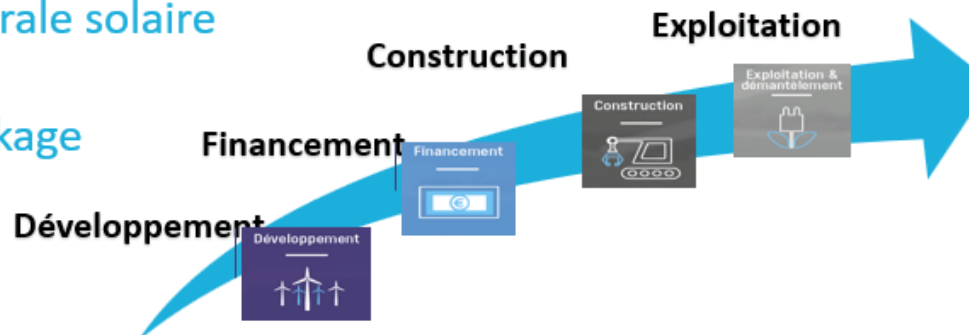 rale solaire
Exploitation
Construction
Exploitation &
démantèlement
Construction
kage
Financement
Financement
€
Développement
Développement